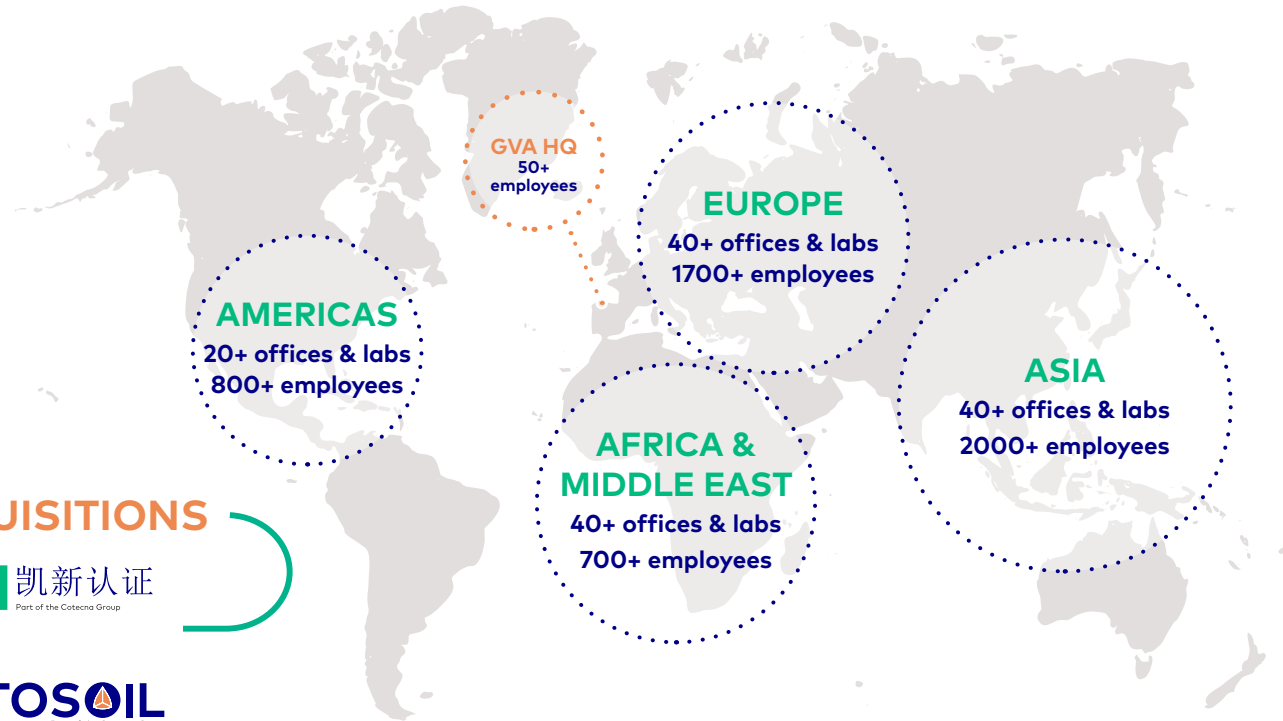 GVA HQ
50+
employees
EUROPE
40+ offices & labs
1700+ employees
AMERICAS
20+ offices & labs
800+ employees
ASIA
40+ offices & labs
2000+ employees
AFRICA &
MIDDLE EAST
40+ offices & labs
700+ employees
UISITIONS
凯新认证
Part of the Cotecna Group
TOSOIL